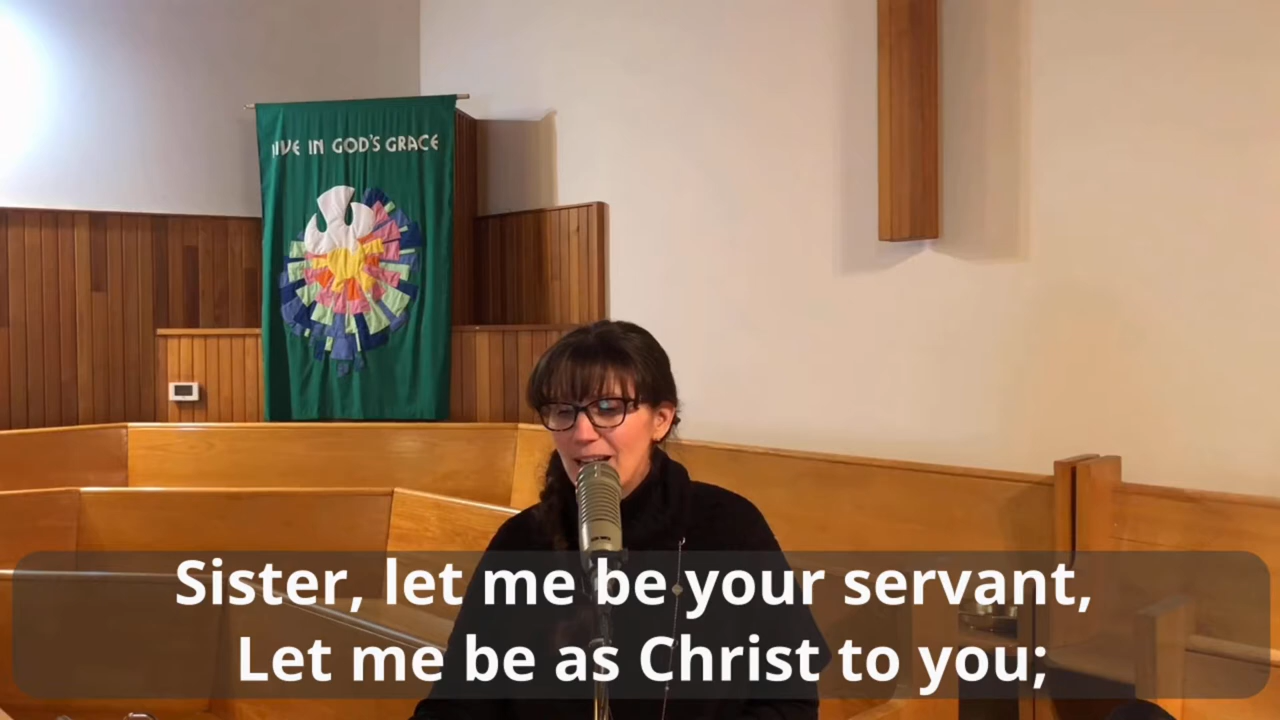 IVE IN GOD'S GRACE
Sister, let me be your servant,
Let me be as Christ to you;